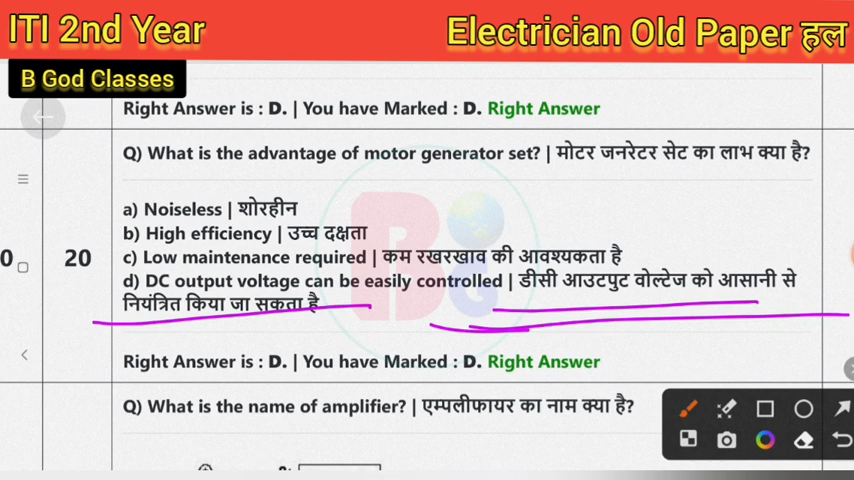 ITI 2nd Year
Electrician Old Paper हल
B God Classes
Right Answer is : D. | You have Marked : D. Right Answer
Q) What is the advantage of motor generator set? | मोटर जनरेटर सेट का लाभ क्या है?
a) Noiseless | शोरहीन
b) High efficiency | उच्च दक्षता
0 20 c) Low maintenance required | कम रखरखाव की आवश्यकता है
d) DC output voltage can be easily controlled | डीसी आउटपुट वोल्टेज को आसानी से
नियंत्रित किया जा सकता है
Right Answer is : D. | You have Marked : D. Right Answer
Q) What is the name of amplifier? | एम्पलीफायर का नाम क्या है?
BG